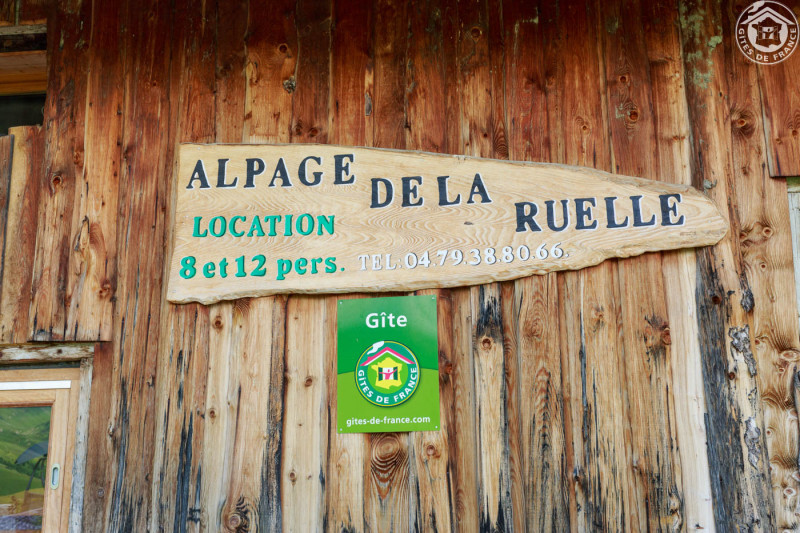 GÎTES DE FRANCE
ALPAGE DE LA RUELLE
LOCATION
8 et 12 pers. TEL: 04.79.38.80.66.
Gîte
GITES DE FRANCE
gites-de-france.com